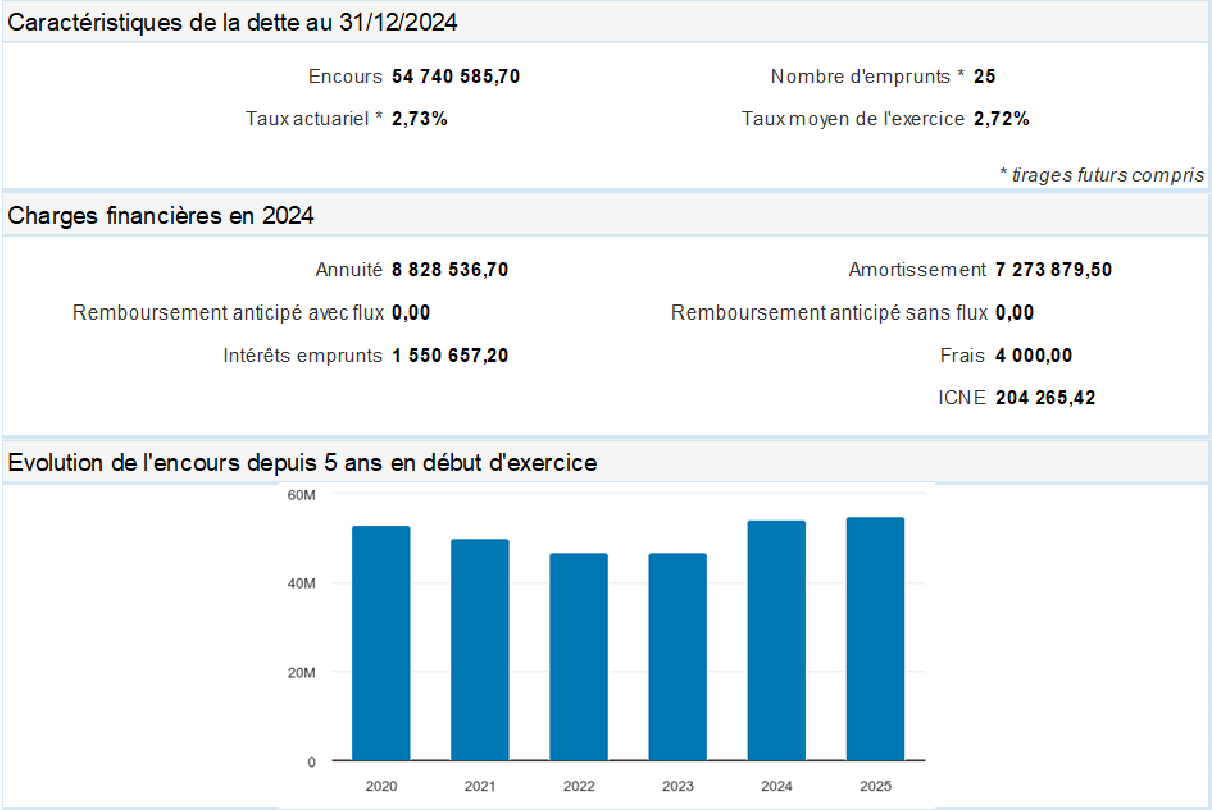 Caractéristiques de la dette au 31/12/2024
Encours 54 740 585,70 Nombre d'emprunts * 25
Taux actuariel * 2,73% Taux moyen de l'exercice 2,72%
* tirages futurs compris
Charges financières en 2024
Annuité 8 828 536,70 Amortissement 7 273 879,50
Remboursement anticipé avec flux 0,00 Remboursement anticipé sans flux 0,00
Intérêts emprunts 1 550 657,20 Frais 4 000,00
ICNE 204 265,42
Evolution de l'encours depuis 5 ans en début d'exercice
60M
40M
20M
0
2020 2021 2022 2023 2024 2025